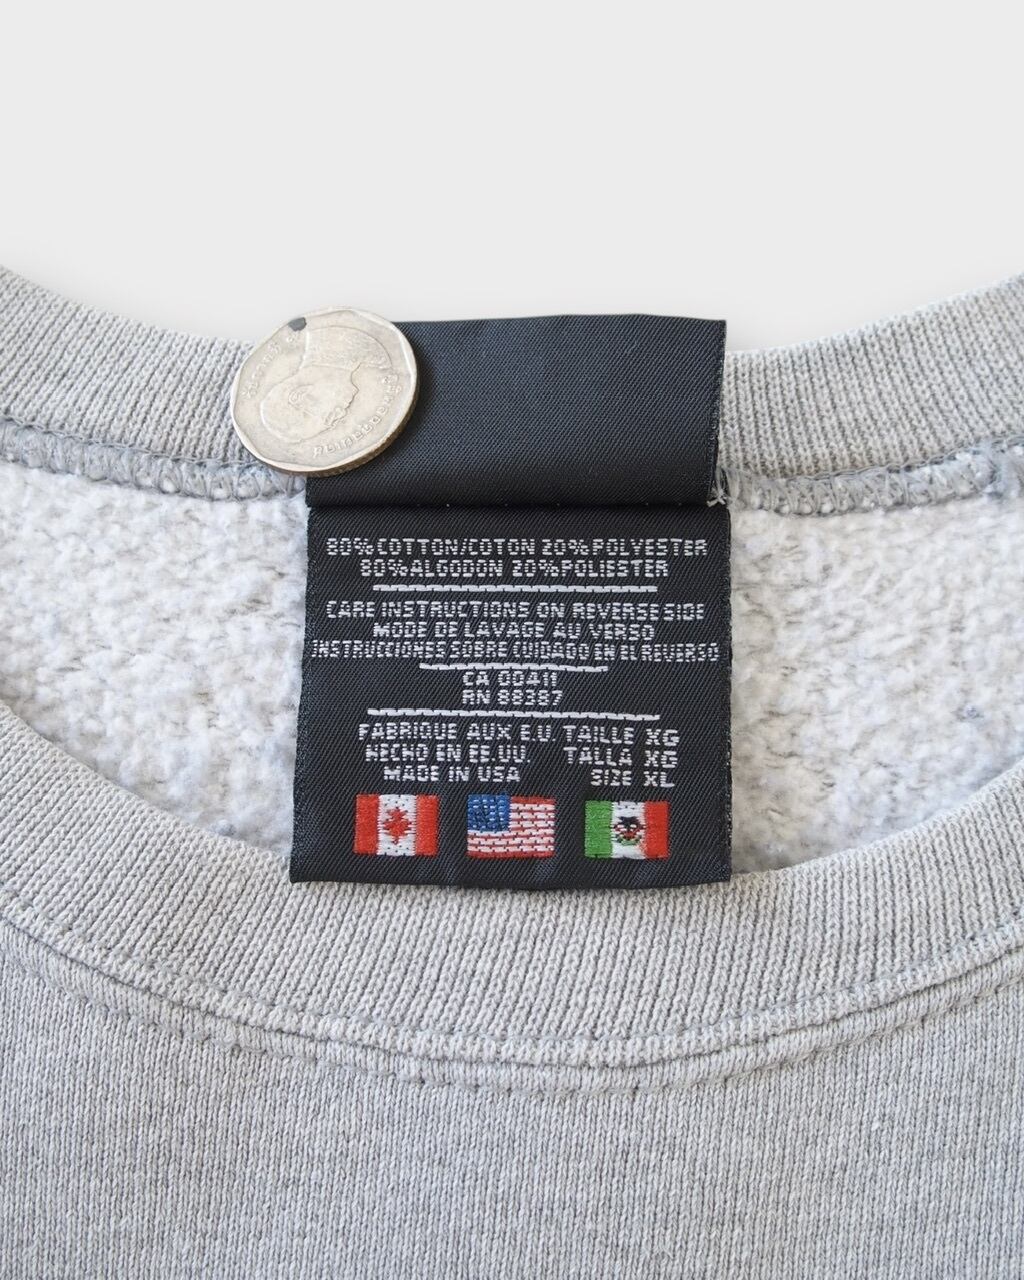 80% COTTON/COTON 20% POLYESTER
80% ALGODON 20% POLIESTER
CARE INSTRUCTIONS ON REVERSE SIDE
MODE DE LAVAGE AU VERSO
INSTRUCCIONES SOBRE CUIDADO EN EL REVERSO
CA 00411
RN 88387
FABRIQUE AUX E.U. TAILLE XG
HECHO EN EE.UU. TALLA XG
MADE IN USA SIZE XL